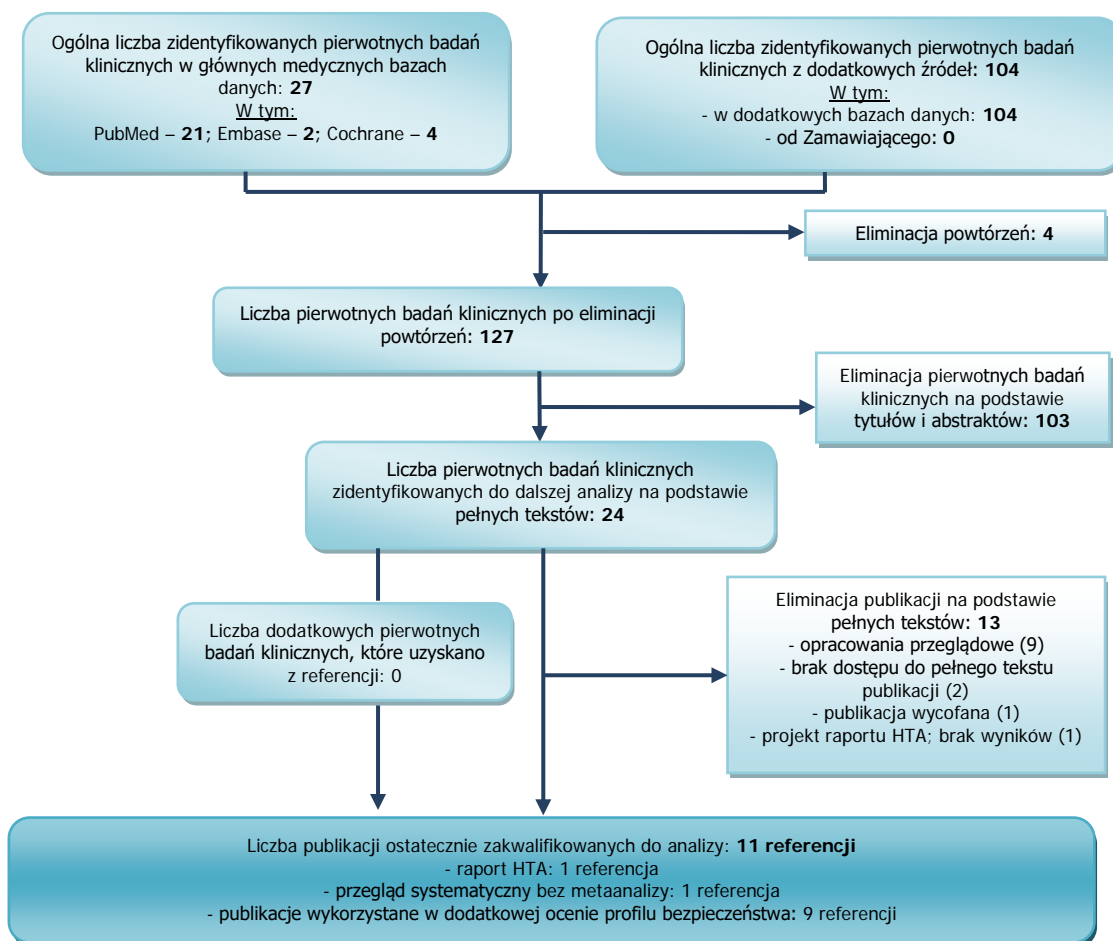 Ogólna liczba zidentyfikowanych pierwotnych badań
klinicznych w głównych medycznych bazach
danych: 27
W tym:
PubMed – 21; Embase – 2; Cochrane – 4
Ogólna liczba zidentyfikowanych pierwotnych badań
klinicznych z dodatkowych źródeł: 104
W tym:
- w dodatkowych bazach danych: 104
- od Zamawiającego: 0
Eliminacja powtórzeń: 4
Liczba pierwotnych badań klinicznych po eliminacji
powtórzeń: 127
Eliminacja pierwotnych badań
klinicznych na podstawie
tytułów i abstraktów: 103
Liczba pierwotnych badań klinicznych
zidentyfikowanych do dalszej analizy na podstawie
pełnych tekstów: 24
Liczba dodatkowych pierwotnych
badań klinicznych, które uzyskano
z referencji: 0
Eliminacja publikacji na podstawie
pełnych tekstów: 13
- opracowania przeglądowe (9)
- brak dostępu do pełnego tekstu
publikacji (2)
- publikacja wycofana (1)
- projekt raportu HTA; brak wyników (1)
Liczba publikacji ostatecznie zakwalifikowanych do analizy: 11 referencji
- raport HTA: 1 referencja
- przegląd systematyczny bez metaanalizy: 1 referencja
- publikacje wykorzystane w dodatkowej ocenie profilu bezpieczeństwa: 9 referencji